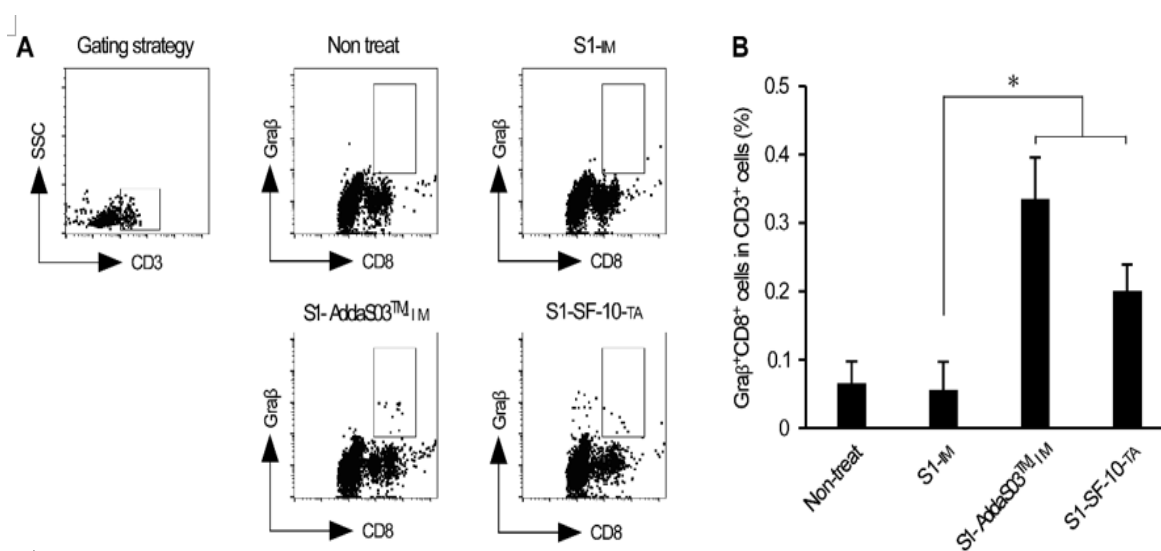 A
Gating strategy
Non treat
S1-IM
SSC
CD3
Graβ
CD8
Graβ
CD8
S1-AddaS03™IM
S1-SF-10-TA
Graβ
CD8
Graβ
CD8
B
Graβ⁺CD8⁺ cells in CD3⁺ cells (%)
0.5
0.4
0.3
0.2
0.1
0
*
Non-treat
S1-IM
S1-AddaS03™IM
S1-SF-10-TA